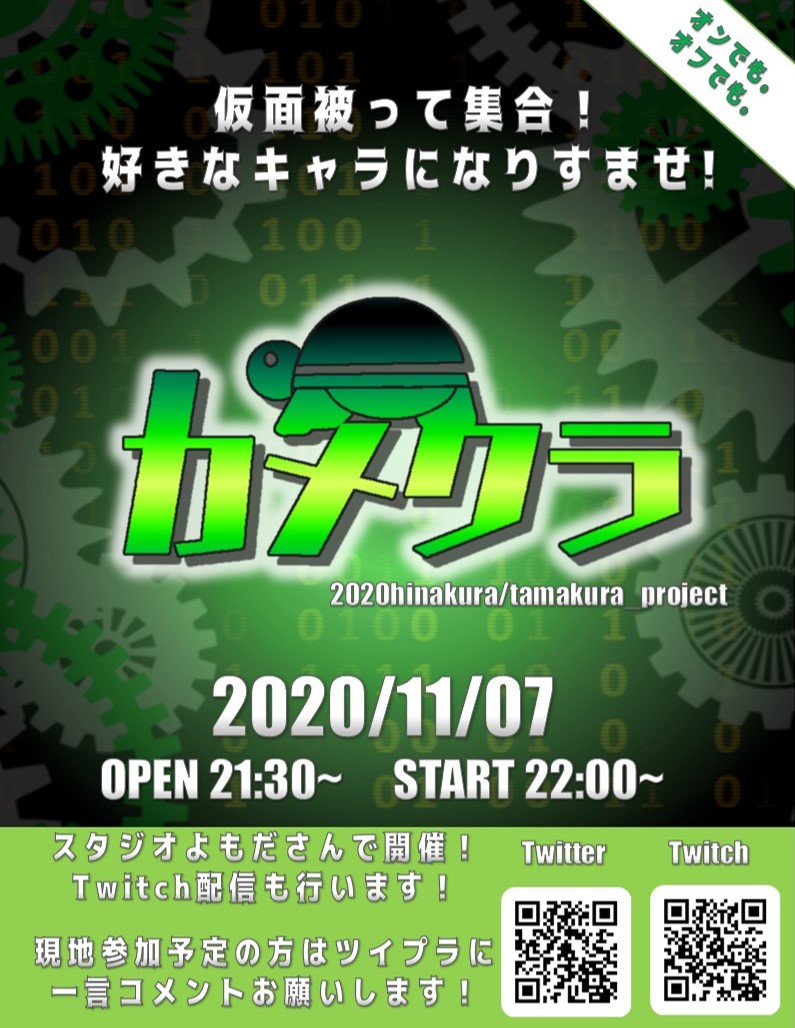 オンでも。
オフでも。
仮面被って集合！
好きなキャラになりすませ！
カメクラ
2020hinakura/tamakura_project
2020/11/07
OPEN 21:30~ START 22:00~
スタジオよもださんで開催！
Twitch配信も行います！
現地参加予定の方はツイプラに
一言コメントお願いします！
Twitter
Twitch